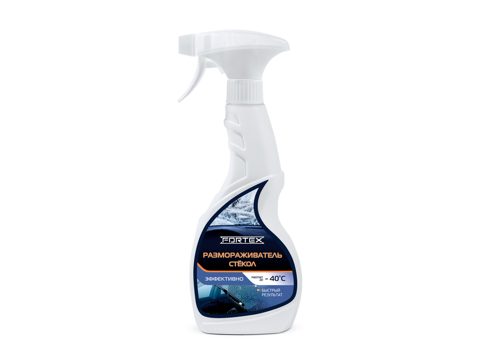 FORTEX
РАЗМОРАЖИВАТЕЛЬ
СТЁКОЛ
ЭФФЕКТИВНО
- 40°C
БЫСТРЫЙ
РЕЗУЛЬТАТ